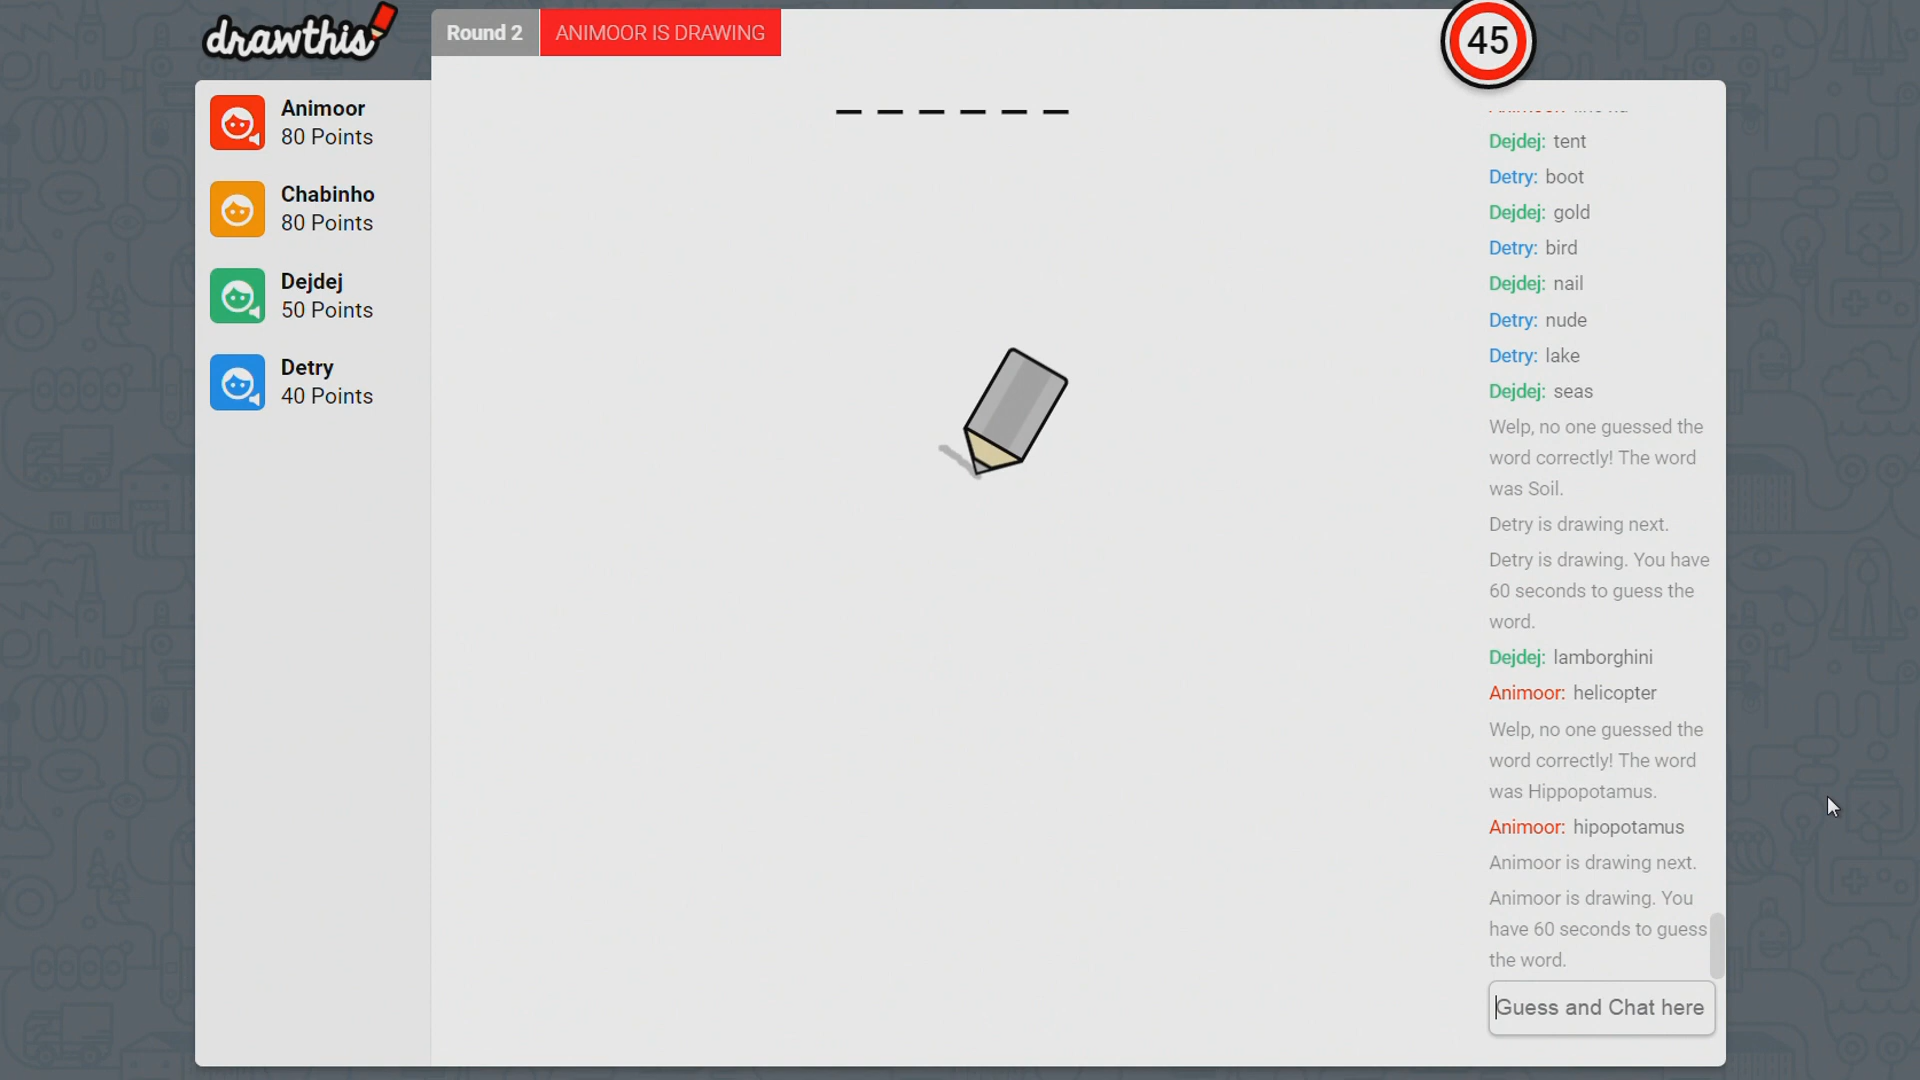 drawthis
Round 2
ANIMOOR IS DRAWING
45
Animoor
80 Points
Chabinho
80 Points
Dejdej
50 Points
Detry
40 Points
Dejdej: tent
Detry: boot
Dejdej: gold
Detry: bird
Dejdej: nail
Detry: nude
Detry: lake
Dejdej: seas
Welp, no one guessed the
word correctly! The word
was Soil.
Detry is drawing next.
Detry is drawing. You have
60 seconds to guess the
word.
Dejdej: lamborghini
Animoor: helicopter
Welp, no one guessed the
word correctly! The word
was Hippopotamus.
Animoor: hipopotamus
Animoor is drawing next.
Animoor is drawing. You
have 60 seconds to guess
the word.
Guess and Chat here